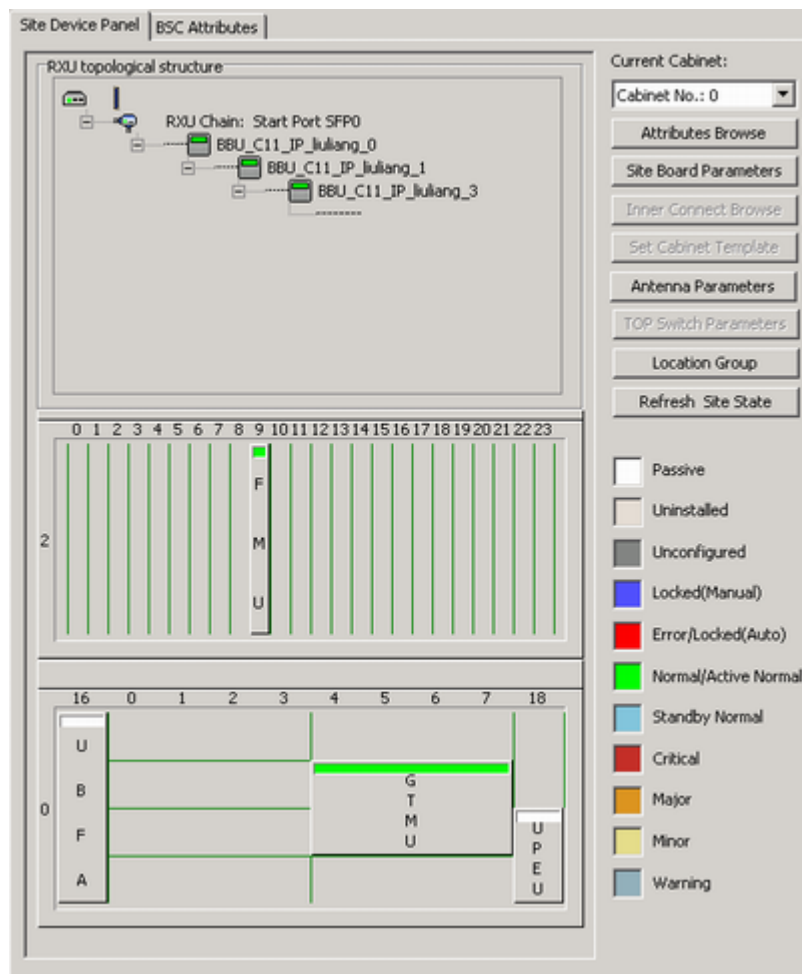 Site Device Panel
BSC Attributes
RXU topological structure
RXU Chain: Start Port SFP0
BBU_C11_IP_liuliang_0
BBU_C11_IP_liuliang_1
BBU_C11_IP_liuliang_3
Current Cabinet:
Cabinet No.: 0
Attributes Browse
Site Board Parameters
Inner Connect Browse
Set Cabinet Template
Antenna Parameters
TOP Switch Parameters
Location Group
Refresh Site State
0 1 2 3 4 5 6 7 8 9 10 11 12 13 14 15 16 17 18 19 20 21 22 23
2
F
M
U
16 0 1 2 3 4 5 6 7 18
0
U
B
F
A
G
T
M
U
U
P
E
U
Passive
Uninstalled
Unconfigured
Locked(Manual)
Error/Locked(Auto)
Normal/Active Normal
Standby Normal
Critical
Major
Minor
Warning